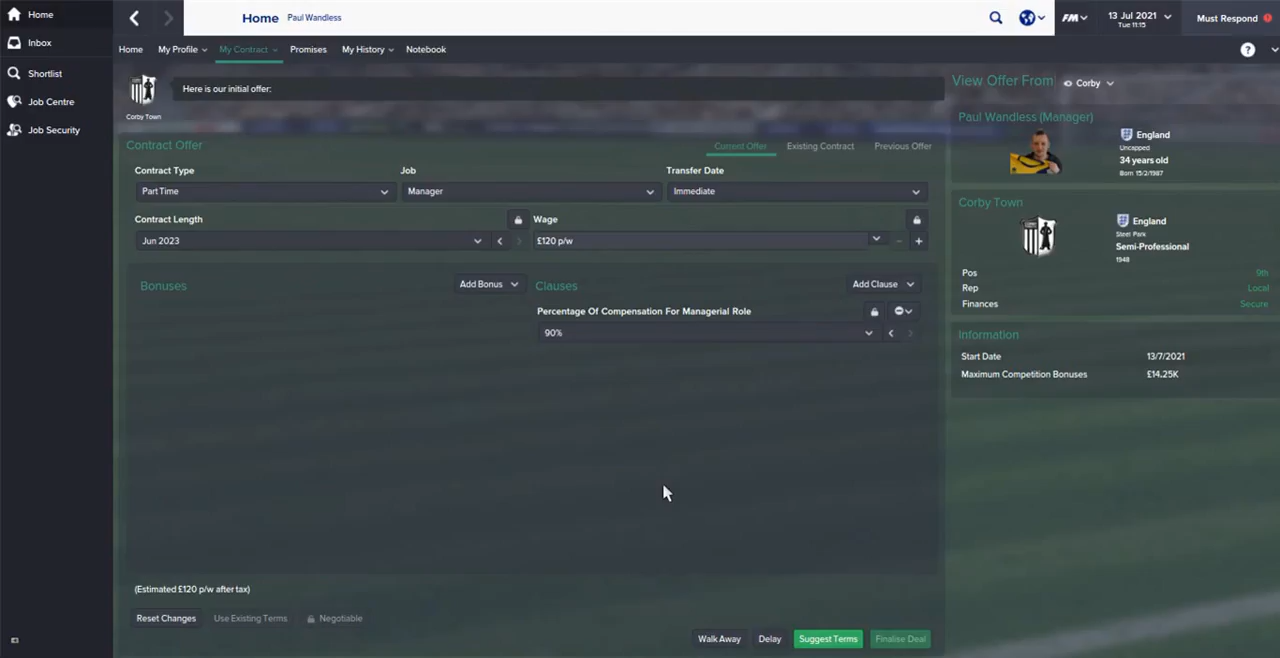 Home
Inbox
Shortlist
Job Centre
Job Security
Home Paul Wandless
FM
13 Jul 2021
Tue 11:15
Must Respond
Home My Profile My Contract Promises My History Notebook
?
Corby Town
Here is our initial offer:
Contract Offer
Current Offer Existing Contract Previous Offer
Contract Type Job Transfer Date
Part Time Manager Immediate
Contract Length Wage
Jun 2023 £120 p/w
Bonuses Add Bonus Clauses Add Clause
Percentage Of Compensation For Managerial Role
90%
(Estimated £120 p/w after tax)
Reset Changes Use Existing Terms Negotiable
Walk Away Delay Suggest Terms Finalise Deal
View Offer From Corby
Paul Wandless (Manager)
England
Uncapped
34 years old
Born 15/2/1987
Corby Town
England
Steel Park
Semi-Professional
1948
Pos 9th
Rep Local
Finances Secure
Information
Start Date 13/7/2021
Maximum Competition Bonuses £14.25K